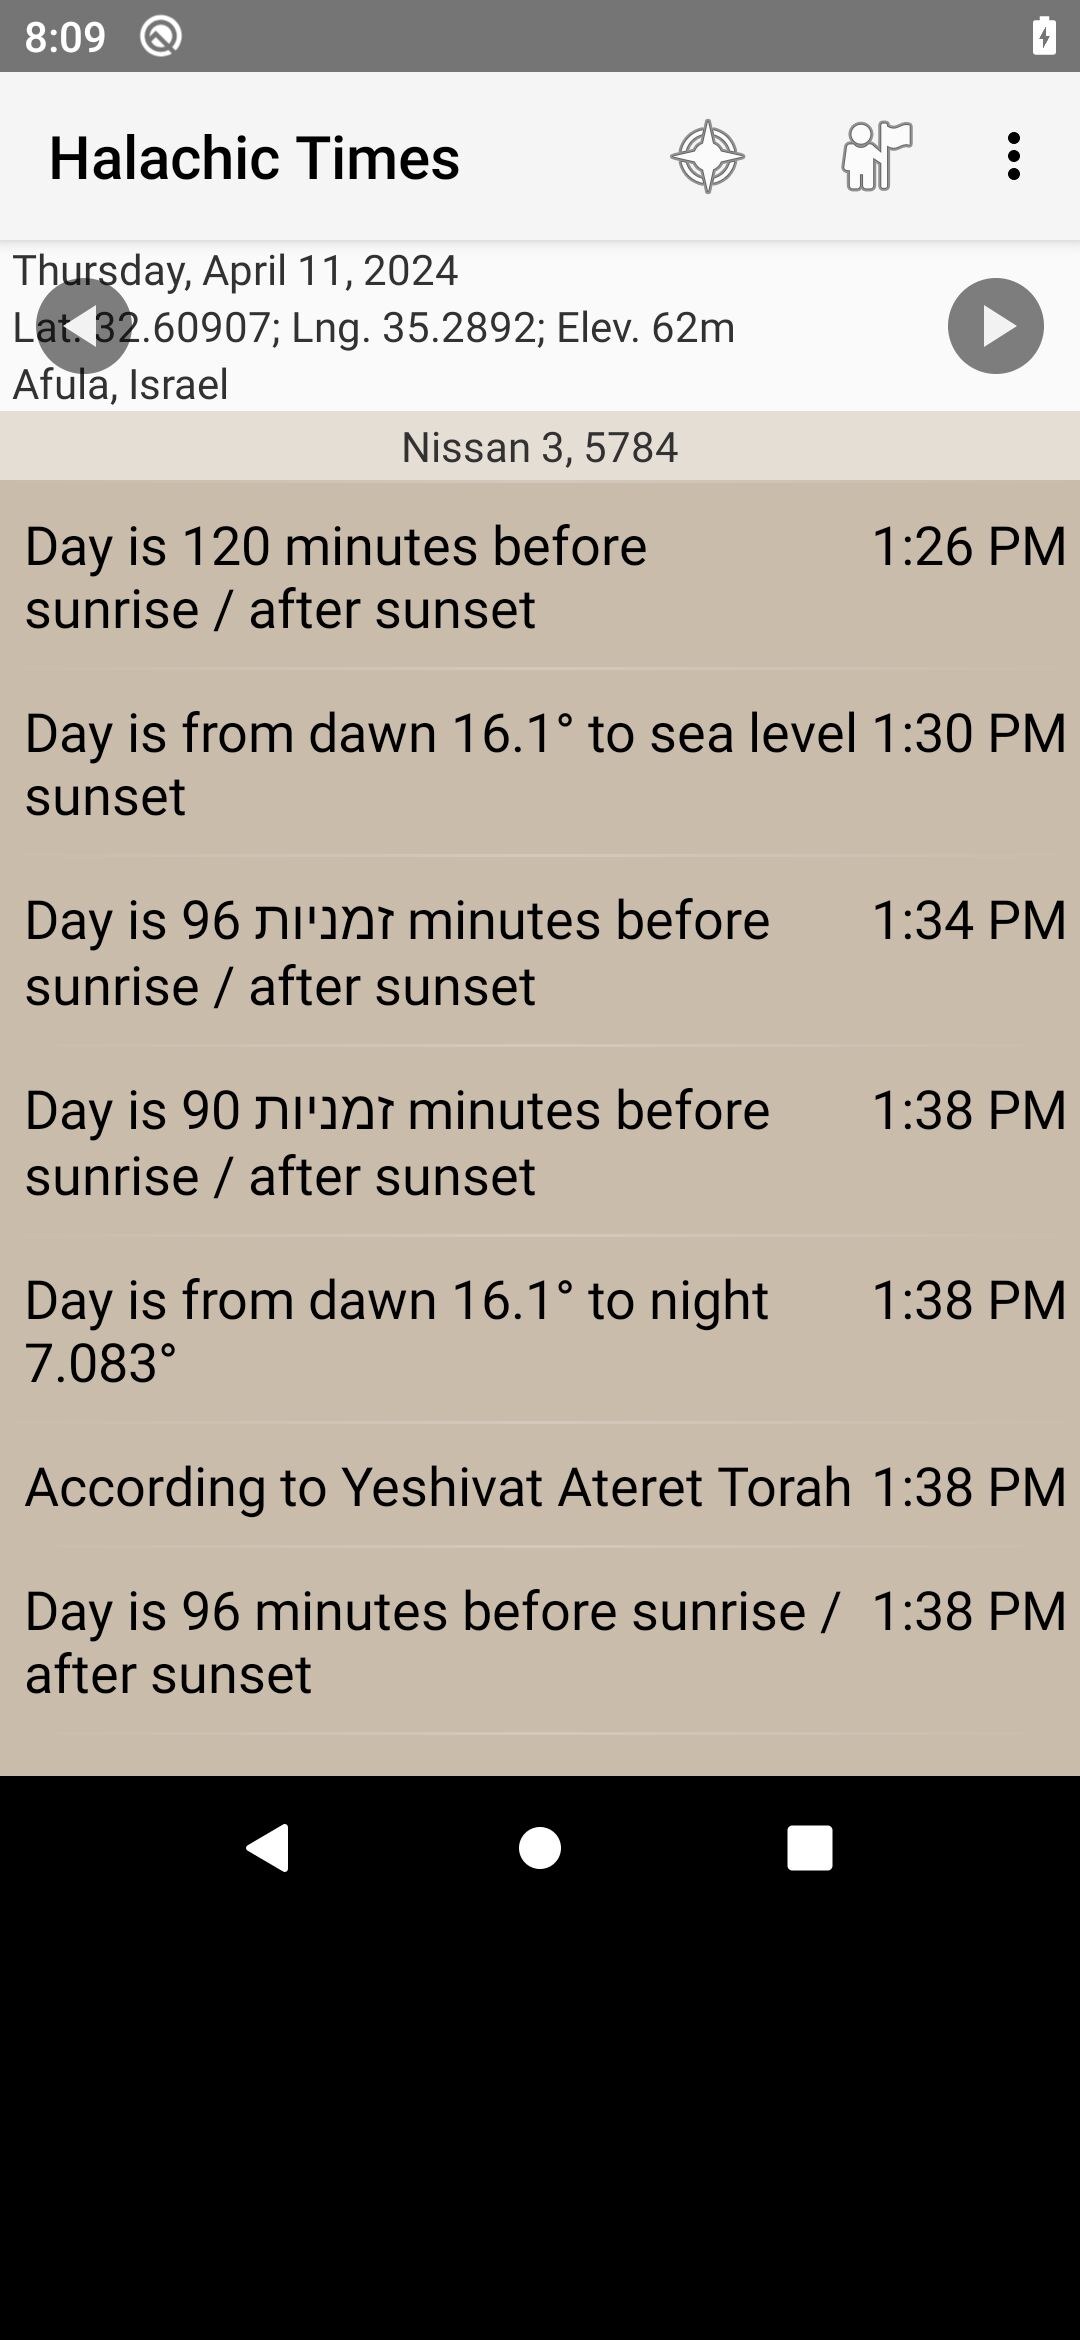 8:09
Halachic Times
Thursday, April 11, 2024
Lat. 32.60907; Lng. 35.2892; Elev. 62m
Afula, Israel
Nissan 3, 5784
Day is 120 minutes before 1:26 PM
sunrise / after sunset
Day is from dawn 16.1° to sea level 1:30 PM
sunset
Day is 96 זמניות minutes before 1:34 PM
sunrise / after sunset
Day is 90 זמניות minutes before 1:38 PM
sunrise / after sunset
Day is from dawn 16.1° to night 1:38 PM
7.083°
According to Yeshivat Ateret Torah 1:38 PM
Day is 96 minutes before sunrise / 1:38 PM
after sunset